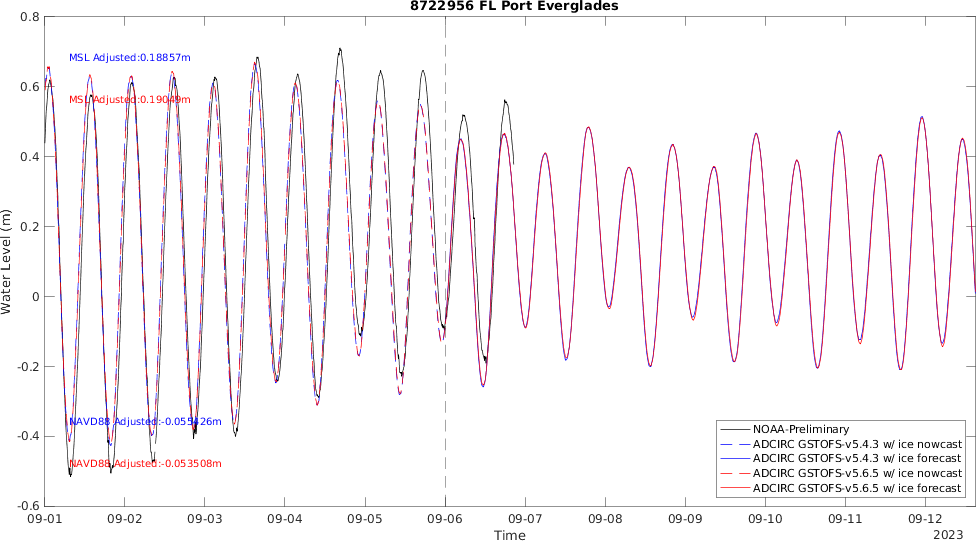 8722956 FL Port Everglades
0.8
0.6
0.4
0.2
0
-0.2
-0.4
-0.6
Water Level (m)
MSL Adjusted:0.18857m
MSL Adjusted:0.19049m
NAVD88 Adjusted:-0.055426m
NAVD88 Adjusted:-0.053508m
NOAA-Preliminary
ADCIRC GSTOFS-v5.4.3 w/ ice nowcast
ADCIRC GSTOFS-v5.4.3 w/ ice forecast
ADCIRC GSTOFS-v5.6.5 w/ ice nowcast
ADCIRC GSTOFS-v5.6.5 w/ ice forecast
09-01 09-02 09-03 09-04 09-05 09-06 09-07 09-08 09-09 09-10 09-11 09-12
Time
2023